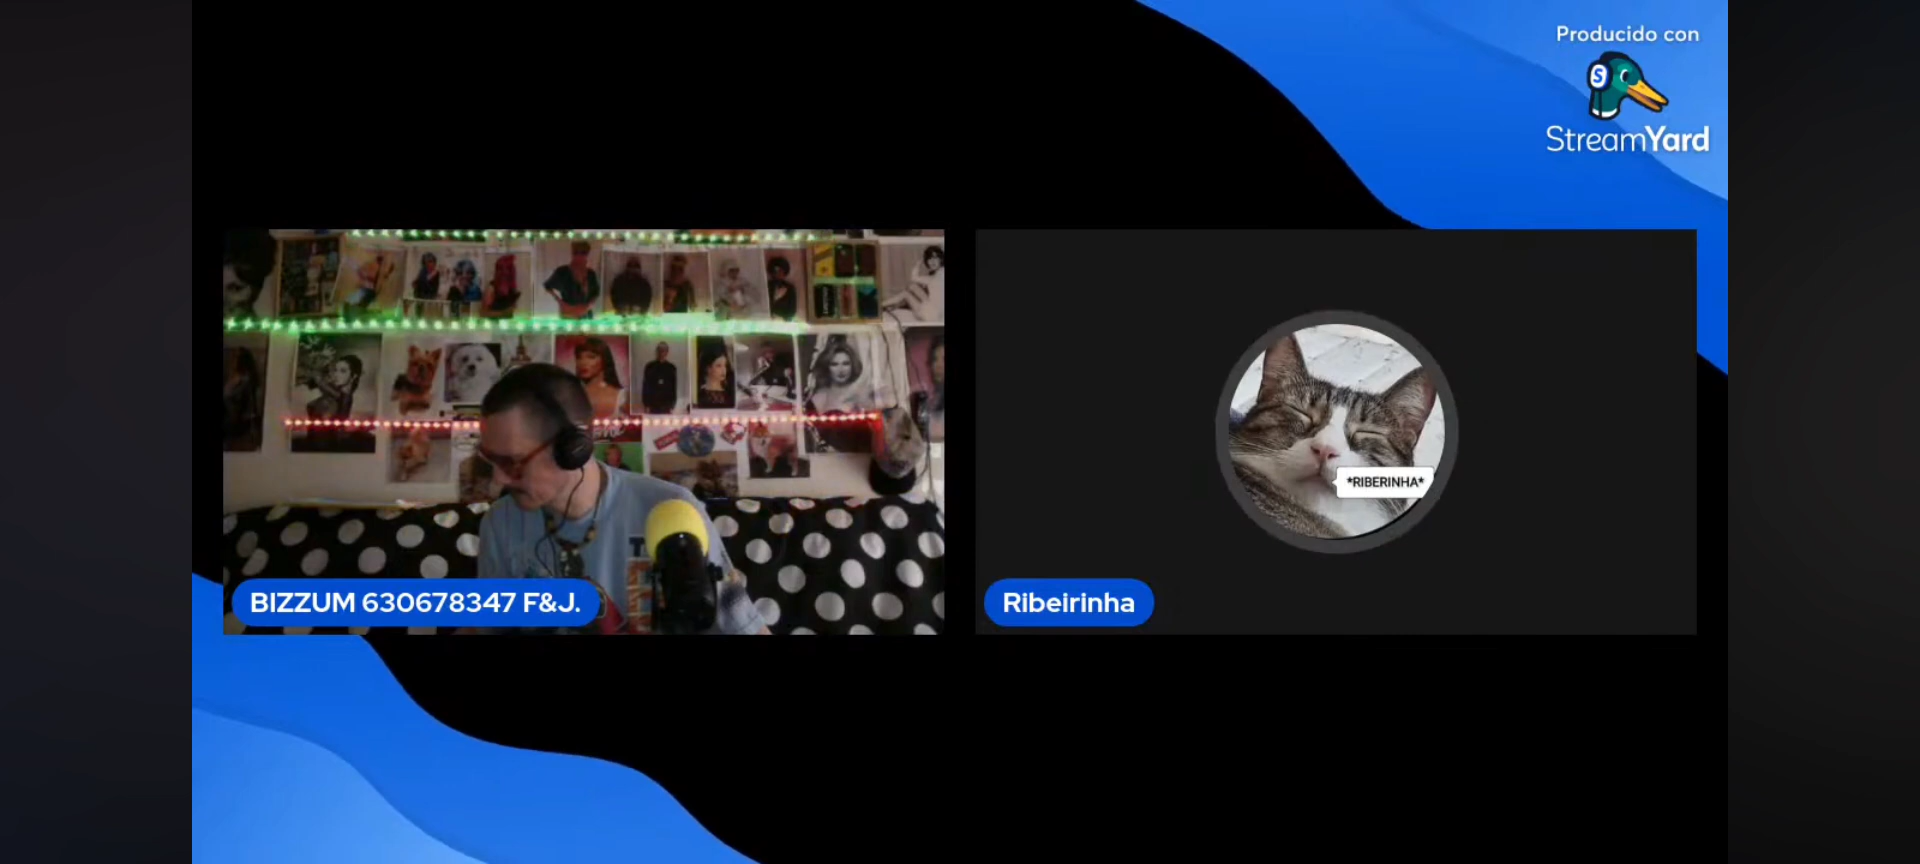 Producido con
StreamYard
*RIBERINHA*
BIZZUM 630678347 F&J.
Ribeirinha